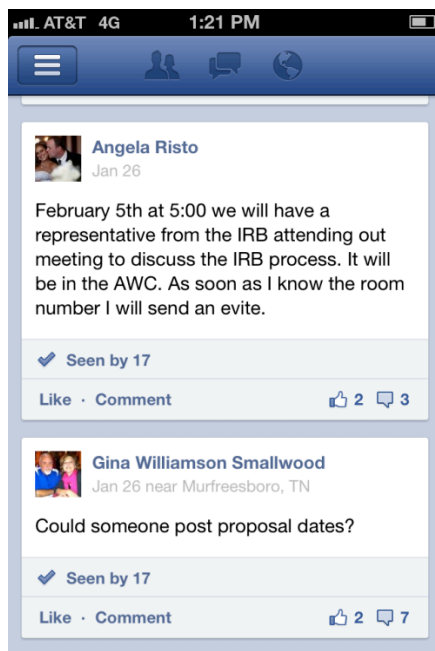 AT&T 4G 1:21 PM
Angela Risto
Jan 26
February 5th at 5:00 we will have a
representative from the IRB attending out
meeting to discuss the IRB process. It will
be in the AWC. As soon as I know the room
number I will send an evite.
Seen by 17
Like · Comment 2 3
Gina Williamson Smallwood
Jan 26 near Murfreesboro, TN
Could someone post proposal dates?
Seen by 17
Like · Comment 2 7